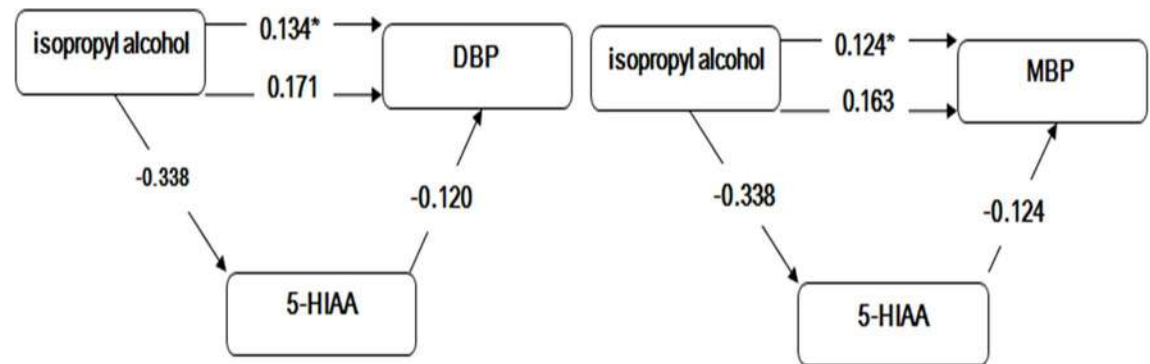 isopropyl alcohol
0.134*
DBP
0.171
-0.338
-0.120
5-HIAA
isopropyl alcohol
0.124*
MBP
0.163
-0.338
-0.124
5-HIAA